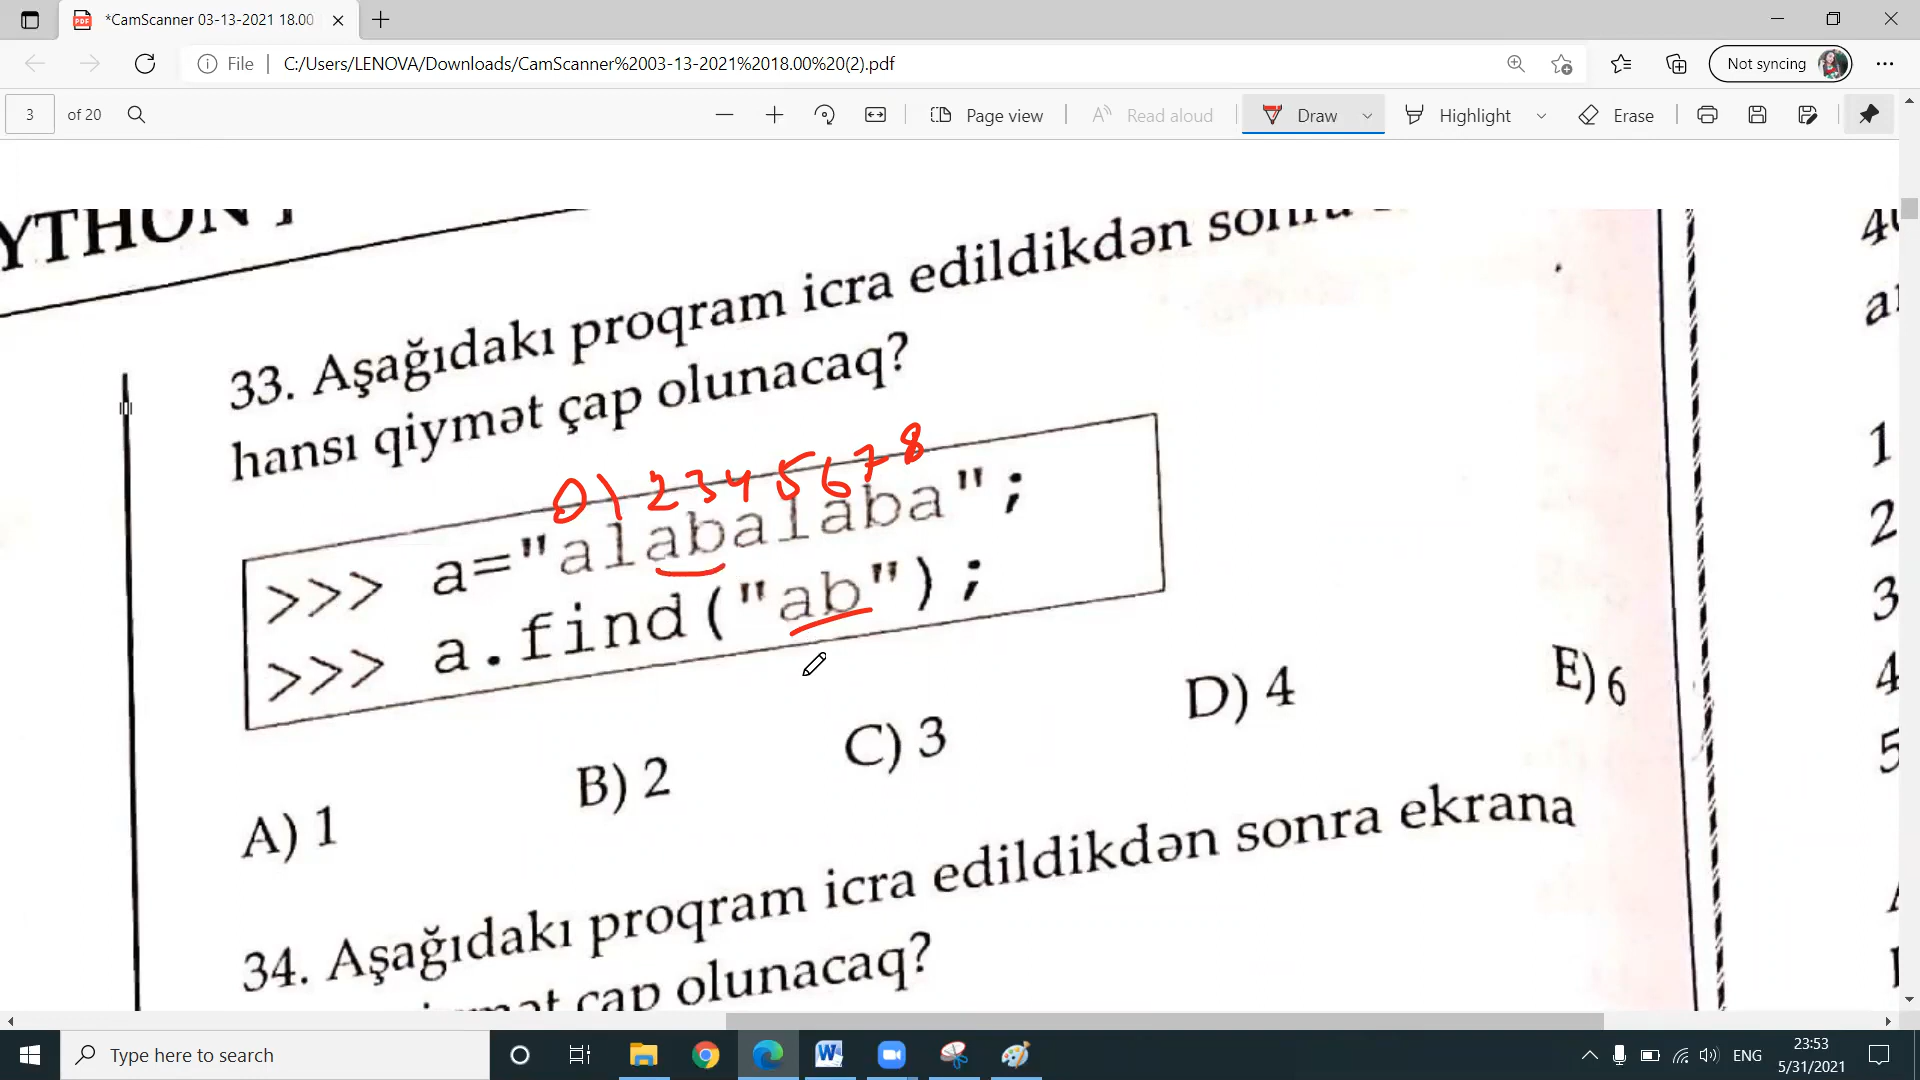 *CamScanner 03-13-2021 18.00
File
C:/Users/LENOVA/Downloads/CamScanner%2003-13-2021%2018.00%20(2).pdf
Not syncing
3 of 20
Page view
Read aloud
Draw
Highlight
Erase
33. Aşağıdakı proqram icra edildikdən sonra
hansı qiymət çap olunacaq?
0 1 2 3 4 5 6 7 8
>>> a="alabalaba";
>>> a.find("ab");
A) 1
B) 2
C) 3
D) 4
E) 6
34. Aşağıdakı proqram icra edildikdən sonra ekrana
çap olunacaq?
1
2
3
4
5
Type here to search
ENG
23:53
5/31/2021